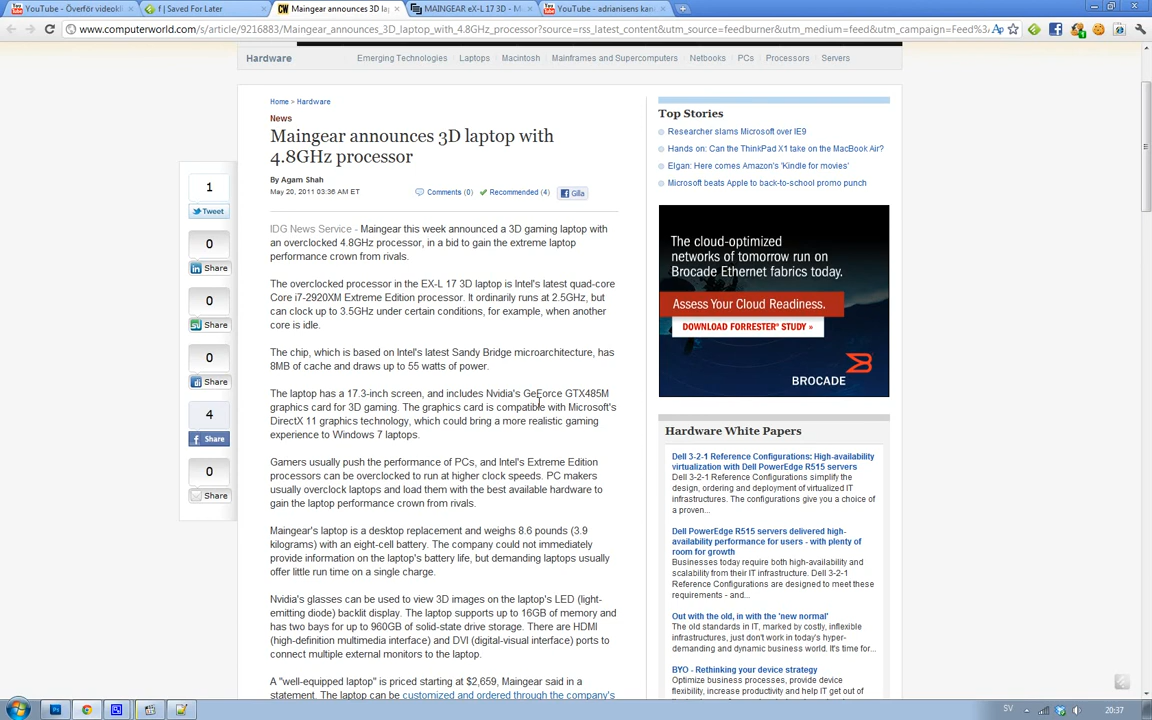 YouTube - Överför videokli
f | Saved For Later
Maingear announces 3D la
MAINGEAR eX-L 17 3D - M
YouTube - adrianisens kan
www.computerworld.com/s/article/9216883/Maingear_announces_3D_laptop_with_4.8GHz_processor?source=rss_latest_content&utm_source=feedburner&utm_medium=feed&utm_campaign=Feed%3
Hardware
Emerging Technologies
Laptops
Macintosh
Mainframes and Supercomputers
Netbooks
PCs
Processors
Servers
Home > Hardware
News
Maingear announces 3D laptop with
4.8GHz processor
By Agam Shah
May 20, 2011 03:36 AM ET
Comments (0)
Recommended (4)
Gilla
1
Tweet
0
Share
0
Share
0
Share
4
Share
0
Share
IDG News Service - Maingear this week announced a 3D gaming laptop with
an overclocked 4.8GHz processor, in a bid to gain the extreme laptop
performance crown from rivals.
The overclocked processor in the EX-L 17 3D laptop is Intel's latest quad-core
Core i7-2920XM Extreme Edition processor. It ordinarily runs at 2.5GHz, but
can clock up to 3.5GHz under certain conditions, for example, when another
core is idle.
The chip, which is based on Intel's latest Sandy Bridge microarchitecture, has
8MB of cache and draws up to 55 watts of power.
The laptop has a 17.3-inch screen, and includes Nvidia's GeForce GTX485M
graphics card for 3D gaming. The graphics card is compatible with Microsoft's
DirectX 11 graphics technology, which could bring a more realistic gaming
experience to Windows 7 laptops.
Gamers usually push the performance of PCs, and Intel's Extreme Edition
processors can be overclocked to run at higher clock speeds. PC makers
usually overclock laptops and load them with the best available hardware to
gain the laptop performance crown from rivals.
Maingear's laptop is a desktop replacement and weighs 8.6 pounds (3.9
kilograms) with an eight-cell battery. The company could not immediately
provide information on the laptop's battery life, but demanding laptops usually
offer little run time on a single charge.
Nvidia's glasses can be used to view 3D images on the laptop's LED (light-
emitting diode) backlit display. The laptop supports up to 16GB of memory and
has two bays for up to 960GB of solid-state drive storage. There are HDMI
(high-definition multimedia interface) and DVI (digital-visual interface) ports to
connect multiple external monitors to the laptop.
A "well-equipped laptop" is priced starting at $2,659, Maingear said in a
statement. The laptop can be customized and ordered through the company's
Top Stories
Researcher slams Microsoft over IE9
Hands on: Can the ThinkPad X1 take on the MacBook Air?
Elgan: Here comes Amazon's 'Kindle for movies'
Microsoft beats Apple to back-to-school promo punch
The cloud-optimized
networks of tomorrow run on
Brocade Ethernet fabrics today.
Assess Your Cloud Readiness.
DOWNLOAD FORRESTER® STUDY »
BROCADE
Hardware White Papers
Dell 3-2-1 Reference Configurations: High-availability
virtualization with Dell PowerEdge R515 servers
Dell 3-2-1 Reference Configurations simplify the
design, ordering and deployment of virtualized IT
infrastructures. The configurations give you a choice of
a proven...
Dell PowerEdge R515 servers delivered high-
availability performance for users - with plenty of
room for growth
Businesses today require both high-availability and
scalability from their IT infrastructure. Dell 3-2-1
Reference Configurations are designed to meet these
requirements - and...
Out with the old, in with the 'new normal'
The old standards in IT, marked by costly, inflexible
infrastructures, just don't work in today's hyper-
demanding and dynamic business world. It's time for...
BYO - Rethinking your device strategy
Optimize business processes, provide device
flexibility, increase productivity and help IT get out of
SV
20:37